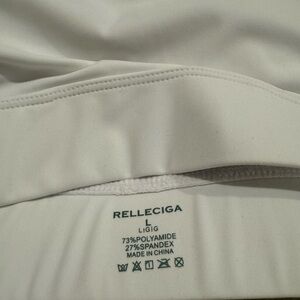 RELLECIGA
L
LIGIG
73%POLYAMIDE
27%SPANDEX
MADE IN CHINA